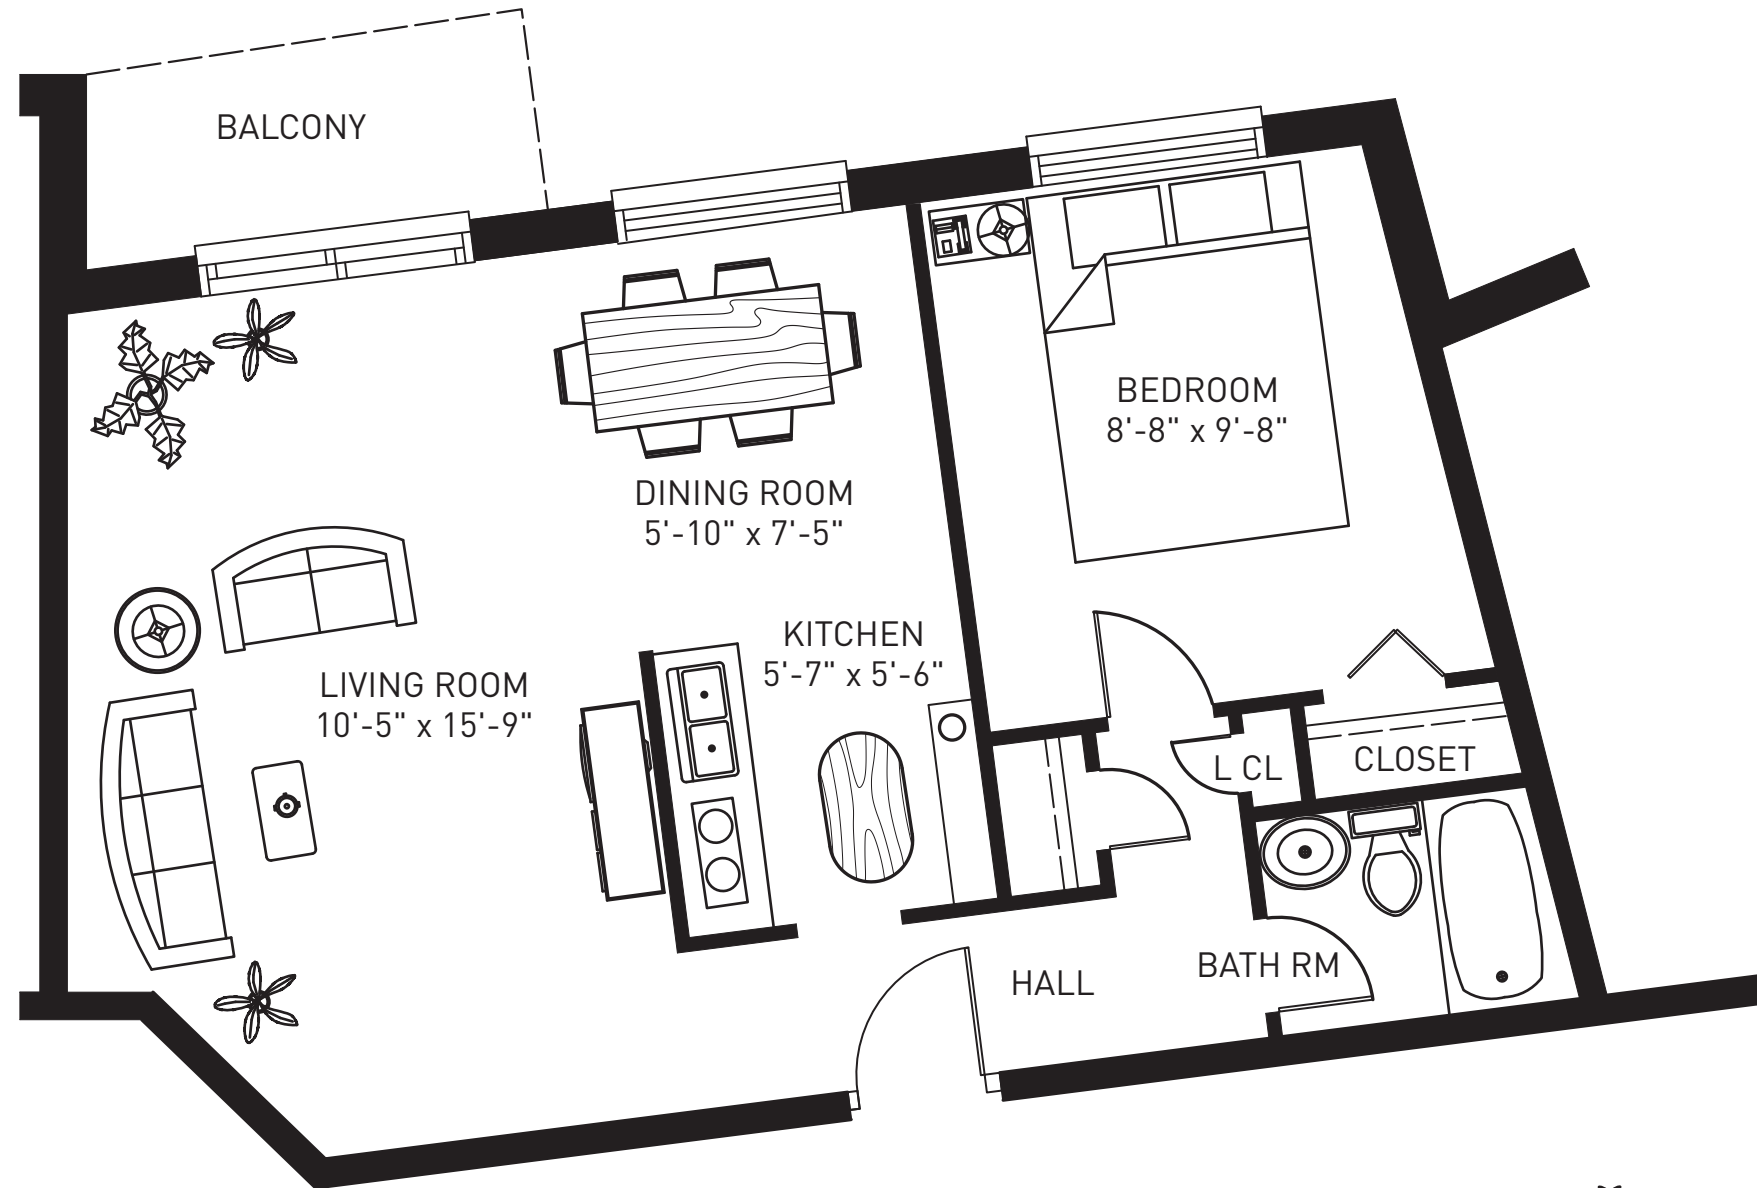 BALCONY
BEDROOM
8'-8" x 9'-8"
DINING ROOM
5'-10" x 7'-5"
KITCHEN
5'-7" x 5'-6"
LIVING ROOM
10'-5" x 15'-9"
L CL
CLOSET
BATH RM
HALL